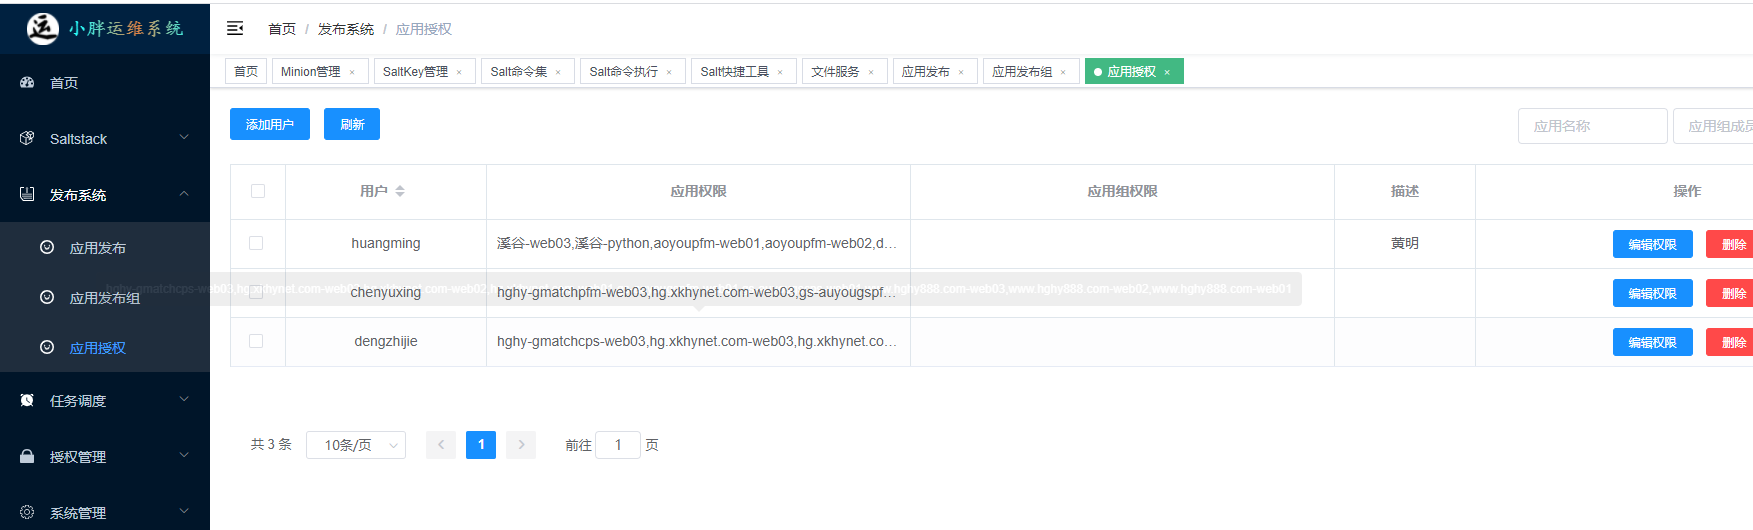 小胖运维系统
首页 / 发布系统 / 应用授权
首页
Minion管理 ×
SaltKey管理 ×
Salt命令集 ×
Salt命令执行 ×
Salt快捷工具 ×
文件服务 ×
应用发布 ×
应用发布组 ×
应用授权 ×
首页
Saltstack
发布系统
应用发布
应用发布组
应用授权
任务调度
授权管理
系统管理
添加用户 刷新 应用名称 应用组成员
用户 应用权限 应用组权限 描述 操作
huangming 溪谷-web03,溪谷-python,aoyoupfm-web01,aoyoupfm-web02,d... 黄明 编辑权限 删除
chenyuxing hghy-gmatchpfm-web03,hg.xkhynet.com-web03,gs-auyougspf... 编辑权限 删除
dengzhijie hghy-gmatchcps-web03,hg.xkhynet.com-web03,hg.xkhynet.co... 编辑权限 删除
hghy-gmatchcps-web03,hg.xkhynet.com-web03
.hghy888.com-web03,www.hghy888.com-web02,www.hghy888.com-web01
共 3 条 10条/页 1 前往 1 页